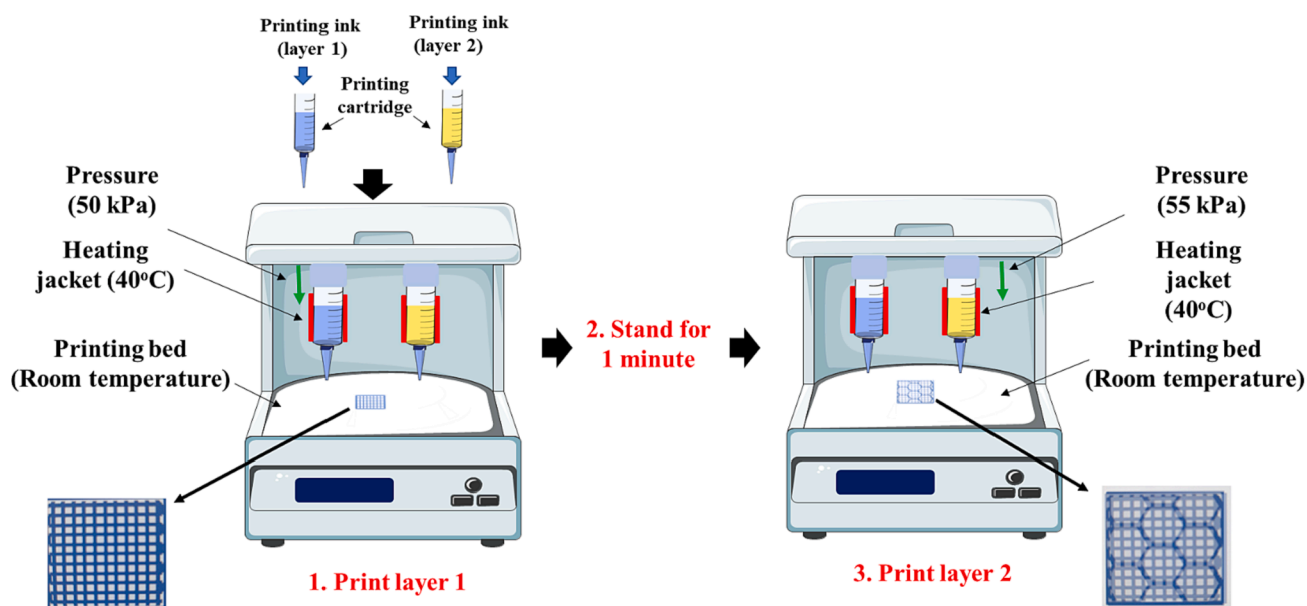 Printing ink
(layer 1)
Printing ink
(layer 2)
Printing
cartridge
Pressure
(50 kPa)
Heating
jacket (40°C)
Printing bed
(Room temperature)
1. Print layer 1
2. Stand for
1 minute
Pressure
(55 kPa)
Heating
jacket
(40°C)
Printing bed
(Room temperature)
3. Print layer 2